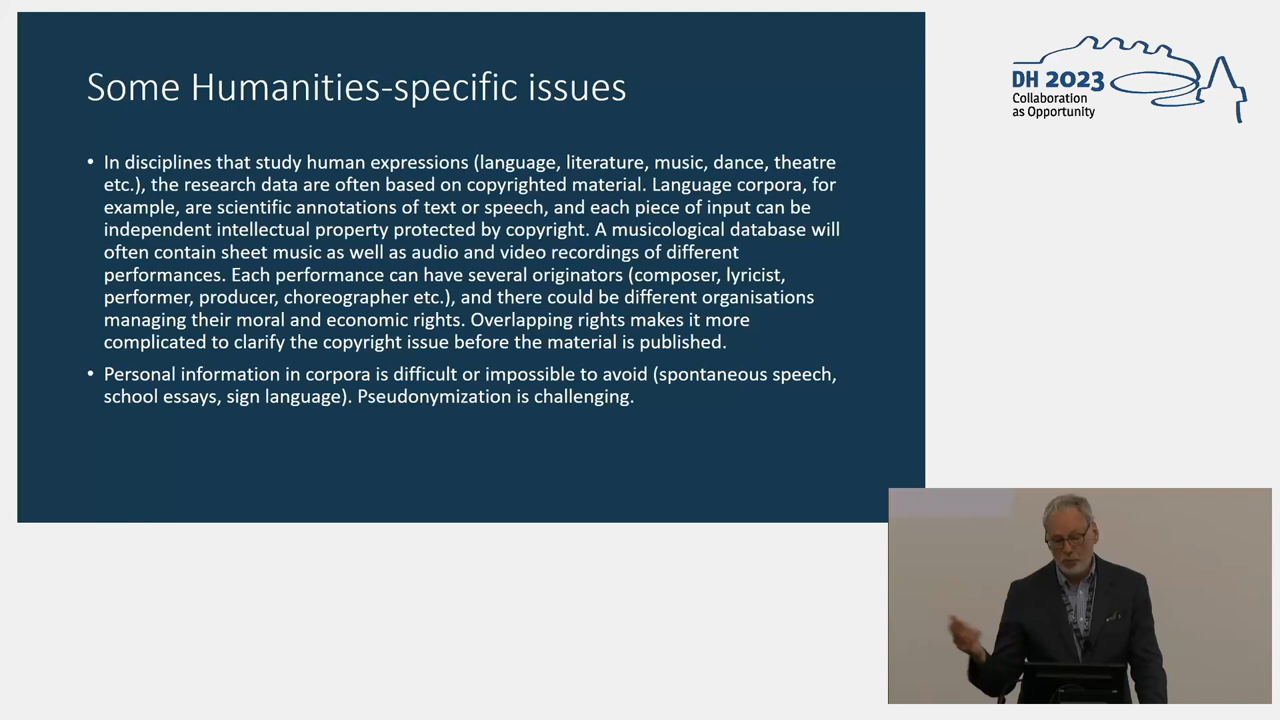 Some Humanities-specific issues
• In disciplines that study human expressions (language, literature, music, dance, theatre
etc.), the research data are often based on copyrighted material. Language corpora, for
example, are scientific annotations of text or speech, and each piece of input can be
independent intellectual property protected by copyright. A musicological database will
often contain sheet music as well as audio and video recordings of different
performances. Each performance can have several originators (composer, lyricist,
performer, producer, choreographer etc.), and there could be different organisations
managing their moral and economic rights. Overlapping rights makes it more
complicated to clarify the copyright issue before the material is published.
• Personal information in corpora is difficult or impossible to avoid (spontaneous speech,
school essays, sign language). Pseudonymization is challenging.
DH 2023
Collaboration
as Opportunity